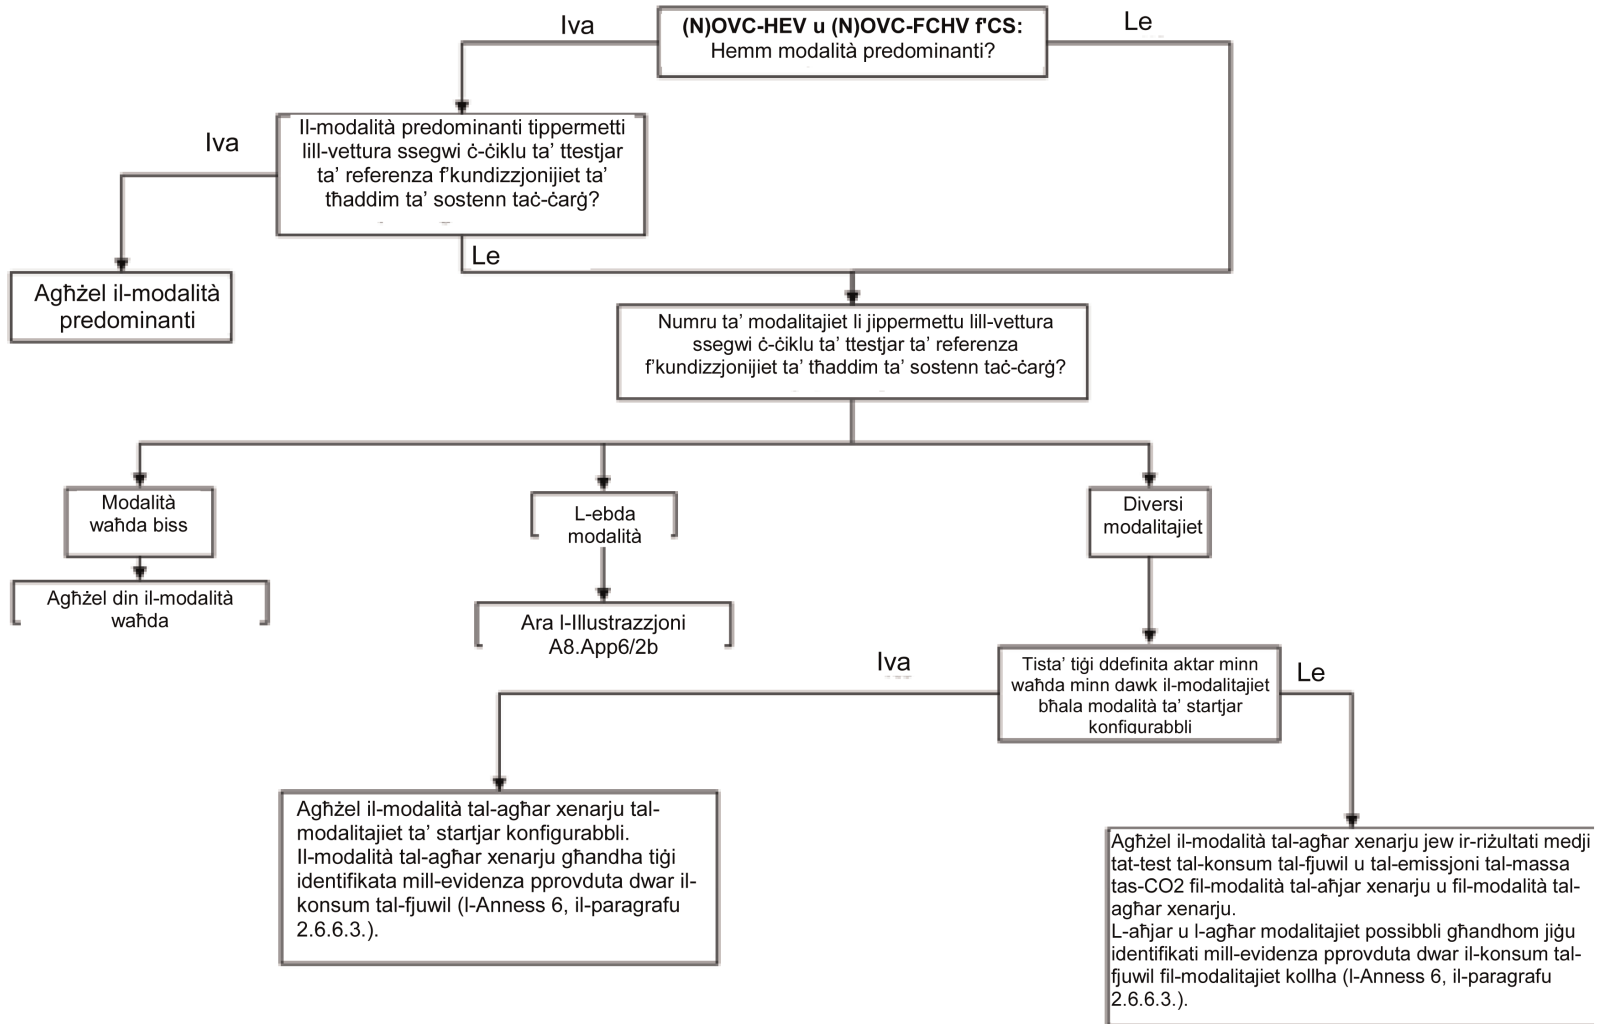 Iva
(N)OVC-HEV u (N)OVC-FCHV f'CS:
Hemm modalità predominanti?
Le
Iva
Il-modalità predominanti tippermetti
lill-vettura ssegwi ċ-ċiklu ta’ ttestjar
ta’ referenza f’kundizzjonijiet ta’
tħaddim ta’ sostenn taċ-ċarġ?
Le
Agħżel il-modalità
predominanti
Numru ta’ modalitajiet li jippermettu lill-vettura
ssegwi ċ-ċiklu ta’ ttestjar ta’ referenza
f’kundizzjonijiet ta’ tħaddim ta’ sostenn taċ-ċarġ?
Modalità
waħda biss
L-ebda
modalità
Diversi
modalitajiet
Agħżel din il-modalità
waħda
Ara l-Illustrazzjoni
A8.App6/2b
Iva
Tista’ tiġi ddefinita aktar minn
waħda minn dawk il-modalitajiet
bħala modalità ta’ startjar
konfigurabbli
Le
Agħżel il-modalità tal-agħar xenarju tal-
modalitajiet ta’ startjar konfigurabbli.
Il-modalità tal-agħar xenarju għandha tiġi
identifikata mill-evidenza pprovduta dwar il-
konsum tal-fjuwil (l-Anness 6, il-paragrafu
2.6.6.3.).
Agħżel il-modalità tal-agħar xenarju jew ir-riżultati medji
tat-test tal-konsum tal-fjuwil u tal-emissjoni tal-massa
tas-CO2 fil-modalità tal-aħjar xenarju u fil-modalità tal-
agħar xenarju.
L-aħjar u l-agħar modalitajiet possibbli għandhom jiġu
identifikati mill-evidenza pprovduta dwar il-konsum tal-
fjuwil fil-modalitajiet kollha (l-Anness 6, il-paragrafu
2.6.6.3.).